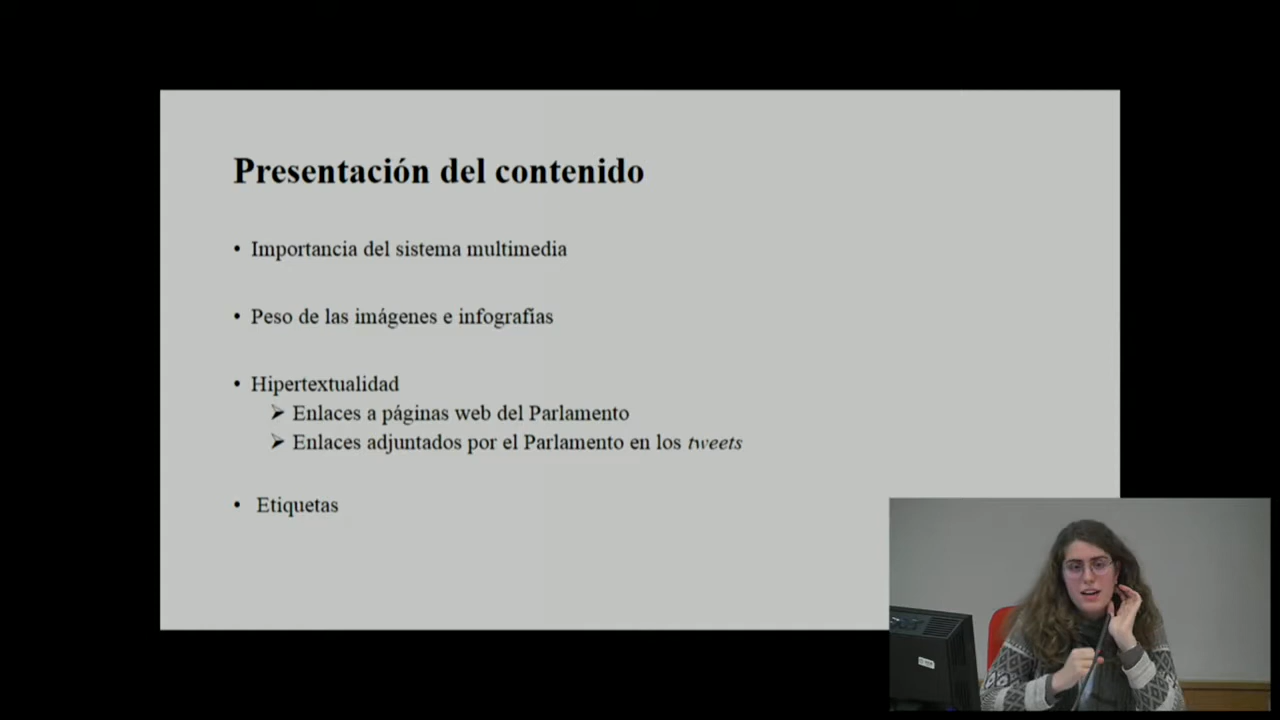 Presentación del contenido
• Importancia del sistema multimedia
• Peso de las imágenes e infografías
• Hipertextualidad
➢ Enlaces a páginas web del Parlamento
➢ Enlaces adjuntados por el Parlamento en los tweets
• Etiquetas